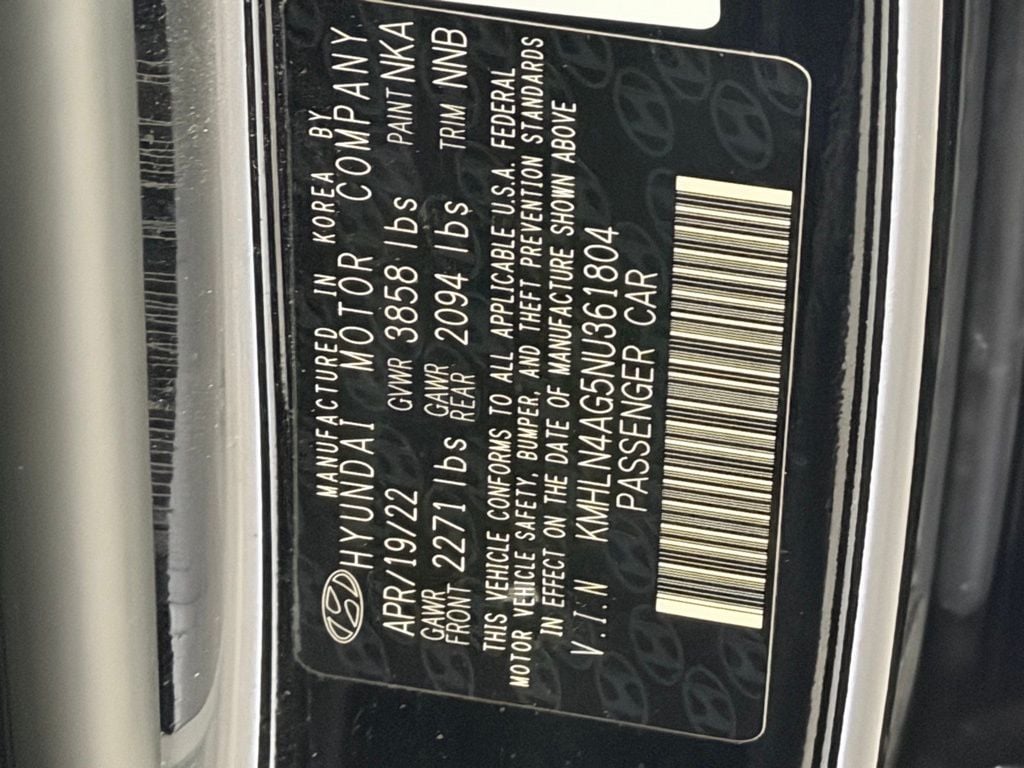 MANUFACTURED IN KOREA BY
HYUNDAI MOTOR COMPANY
APR/19/22 GVWR 3858 lbs PAINT NKA
GAWR FRONT 2271 lbs GAWR REAR 2094 lbs TRIM NNB
THIS VEHICLE CONFORMS TO ALL APPLICABLE U.S.A. FEDERAL
MOTOR VEHICLE SAFETY, BUMPER, AND THEFT PREVENTION STANDARDS
IN EFFECT ON THE DATE OF MANUFACTURE SHOWN ABOVE
V.I.N KMHLN4AG5NU361804
PASSENGER CAR